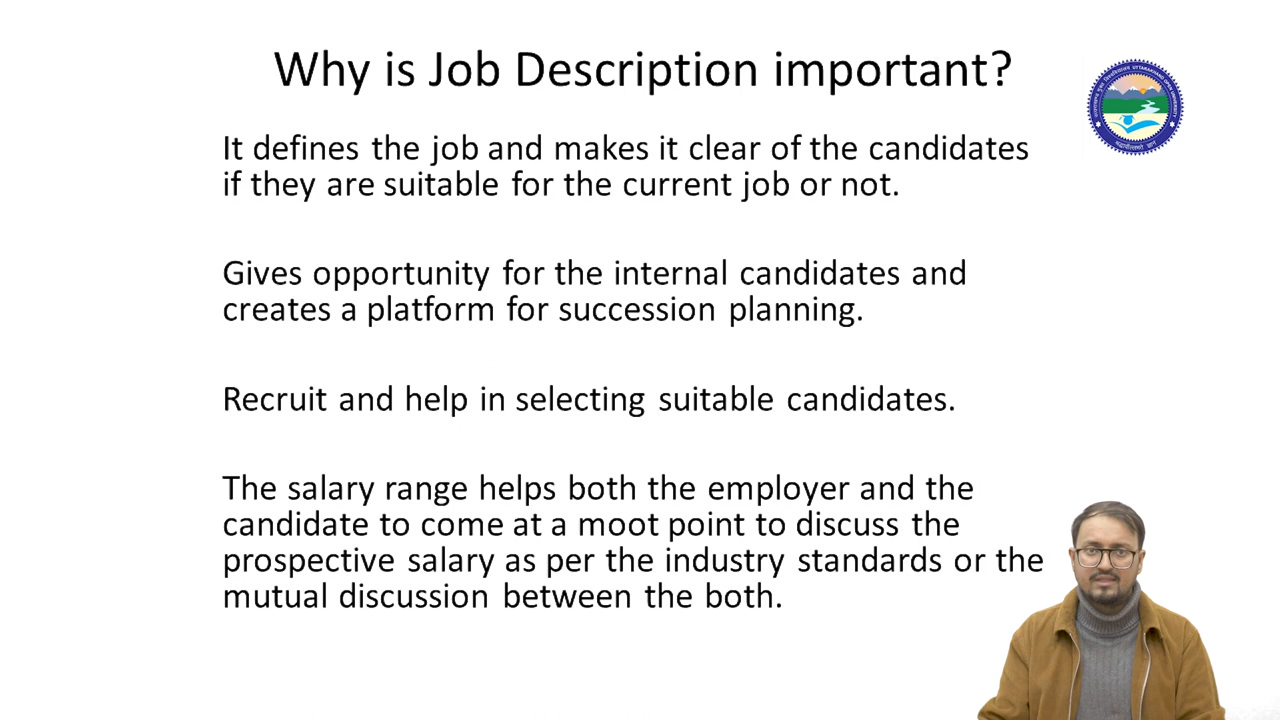 Why is Job Description important?
It defines the job and makes it clear of the candidates
if they are suitable for the current job or not.
Gives opportunity for the internal candidates and
creates a platform for succession planning.
Recruit and help in selecting suitable candidates.
The salary range helps both the employer and the
candidate to come at a moot point to discuss the
prospective salary as per the industry standards or the
mutual discussion between the both.
UTTARAKHAND OPEN UNIVERSITY